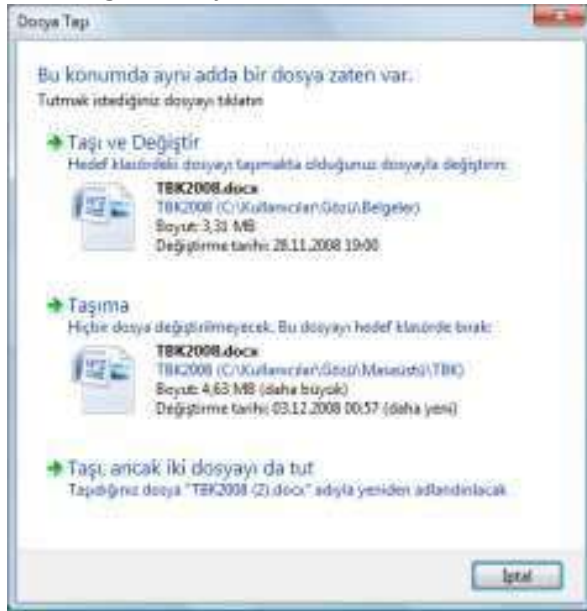 Dosya Taşı
Bu konumda aynı adda bir dosya zaten var.
Tutmak istediğiniz dosyayı tıklatın
Taşı ve Değiştir
Hedef klasördeki dosyayı taşımakta olduğunuz dosyayla değiştirin:
TBK2008.docx
TBK2008 (C:\Kullanıcılar\Gözü\Belgeler)
Boyut: 3,31 MB
Değiştirme tarihi: 28.11.2008 19:00
Taşıma
Hiçbir dosya değiştirilmeyecek. Bu dosyayı hedef klasörde bırak:
TBK2008.docx
TBK2008 (C:\Kullanıcılar\Gözü\Masaüstü\TBK)
Boyut: 4,63 MB (daha büyük)
Değiştirme tarihi: 03.12.2008 00:57 (daha yeni)
Taşı, ancak iki dosyayı da tut
Taşıdığınız dosya "TBK2008 (2).docx" adıyla yeniden adlandırılacak
İptal